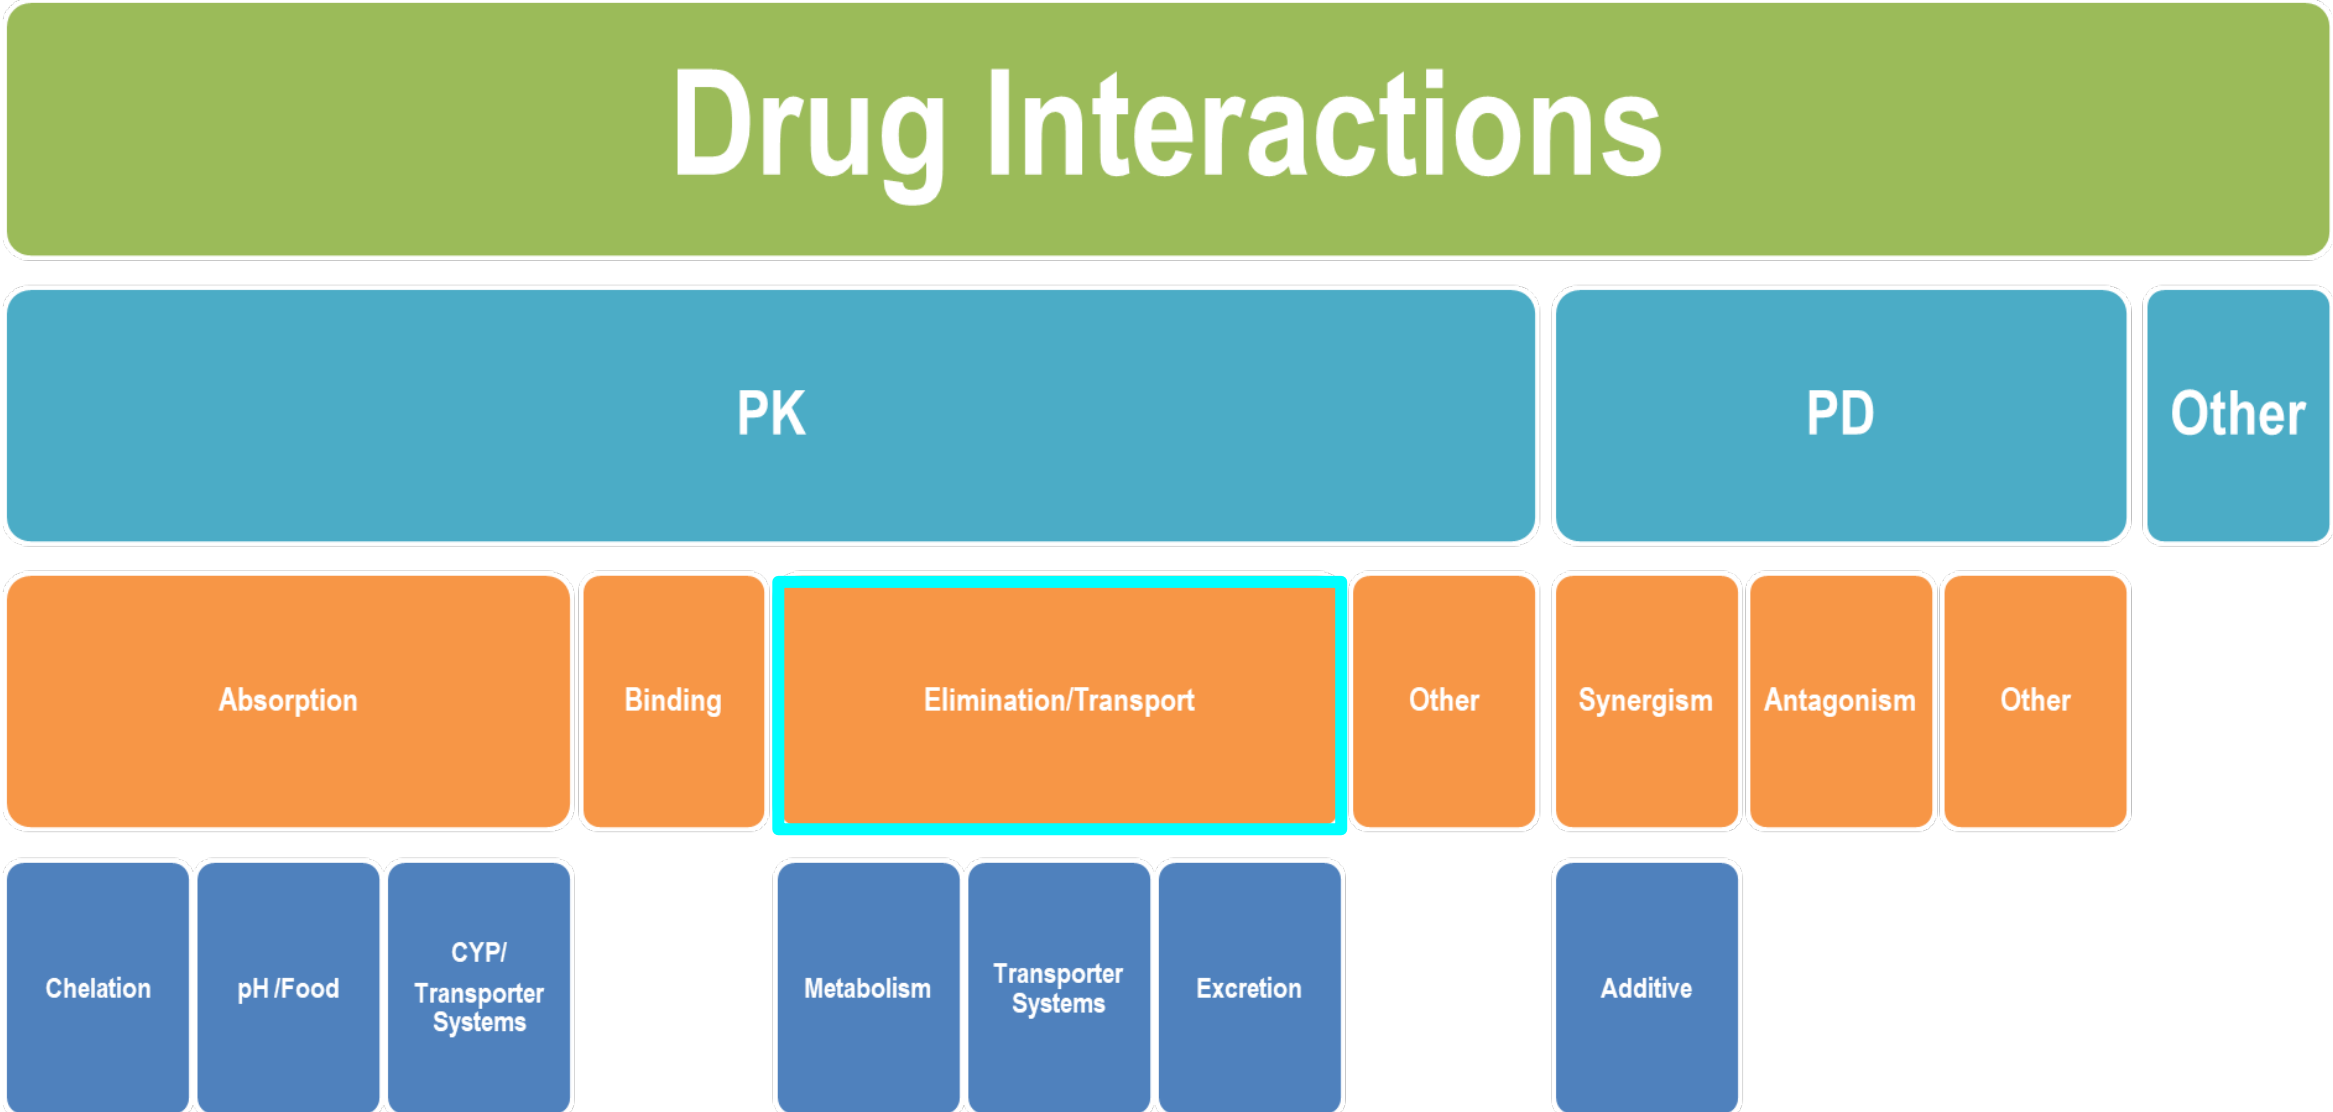 Drug Interactions
PK
PD
Other
Absorption
Binding
Elimination/Transport
Other
Synergism
Antagonism
Other
Chelation
pH /Food
CYP/
Transporter
Systems
Metabolism
Transporter
Systems
Excretion
Additive